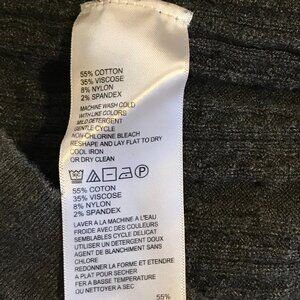 55% COTTON
35% VISCOSE
8% NYLON
2% SPANDEX
MACHINE WASH COLD
WITH LIKE COLORS
MILD DETERGENT
GENTLE CYCLE
NON-CHLORINE BLEACH
RESHAPE AND LAY FLAT TO DRY
COOL IRON
OR DRY CLEAN
P
55% COTON
35% VISCOSE
8% NYLON
2% SPANDEX
LAVER A LA MACHINE A L'EAU
FROIDE AVEC DES COULEURS
SEMBLABLES CYCLE DELICAT
UTILISER UN DETERGENT DOUX
AGENT DE BLANCHIMENT SANS
CHLORE
REDONNER LA FORME ET ETENDRE
A PLAT POUR SECHER
FER A BASSE TEMPERATURE
OU NETTOYER A SEC
55%